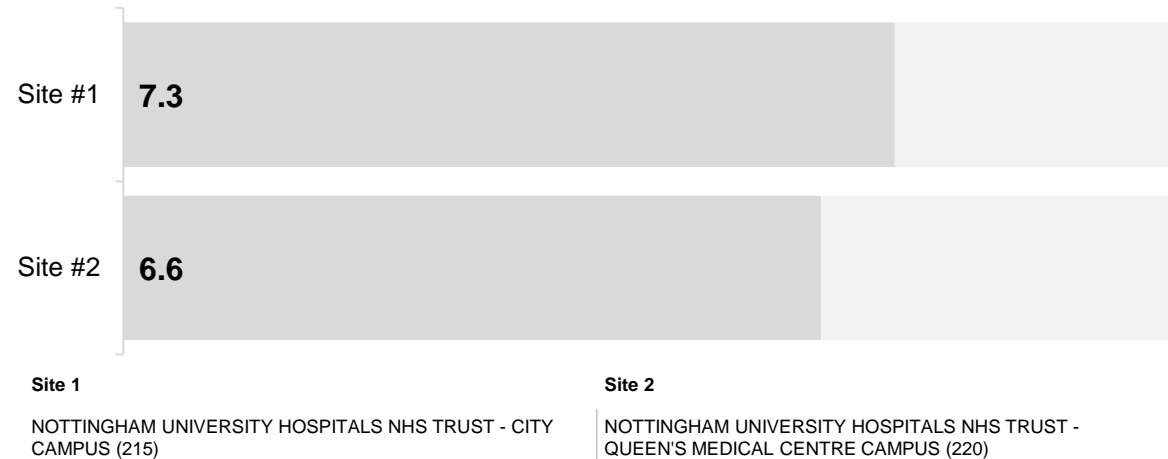 Site #1
7.3
Site #2
6.6
Site 1
NOTTINGHAM UNIVERSITY HOSPITALS NHS TRUST - CITY
CAMPUS (215)
Site 2
NOTTINGHAM UNIVERSITY HOSPITALS NHS TRUST -
QUEEN'S MEDICAL CENTRE CAMPUS (220)